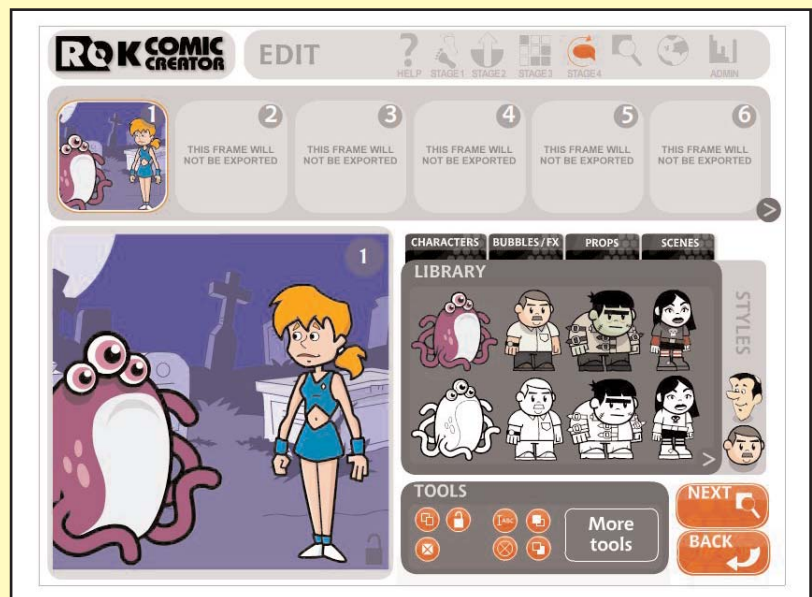 ROK COMIC
CREATOR
EDIT
?
HELP STAGE1 STAGE2 STAGE3 STAGE4 ADMIN
1 2 3 4 5 6
THIS FRAME WILL
NOT BE EXPORTED
THIS FRAME WILL
NOT BE EXPORTED
THIS FRAME WILL
NOT BE EXPORTED
THIS FRAME WILL
NOT BE EXPORTED
THIS FRAME WILL
NOT BE EXPORTED
>
1
CHARACTERS BUBBLES/FX PROPS SCENES
LIBRARY
STYLES
>
TOOLS
ABC
More
tools
NEXT
BACK